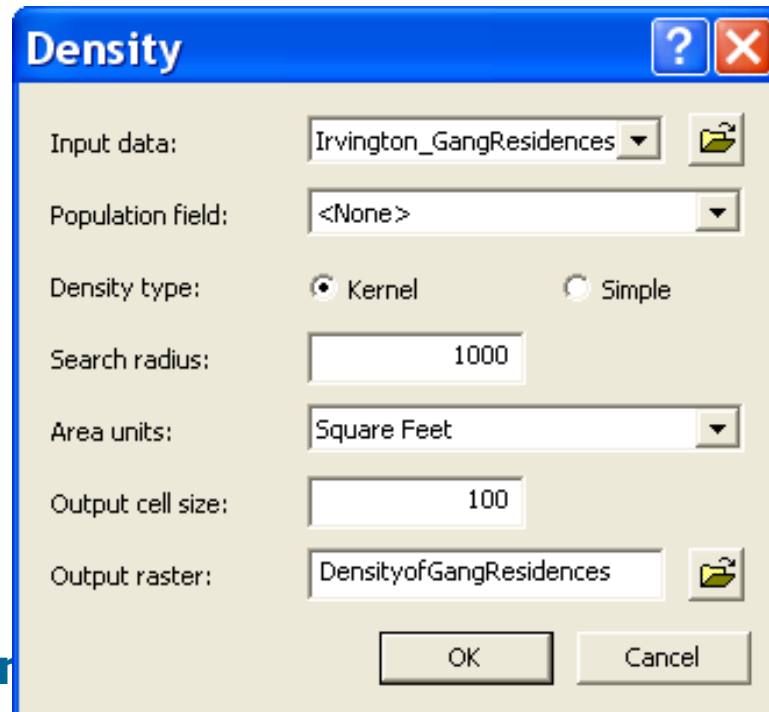 Density
Input data: Irvington_GangResidences
Population field: <None>
Density type: Kernel Simple
Search radius: 1000
Area units: Square Feet
Output cell size: 100
Output raster: DensityofGangResidences
OK Cancel